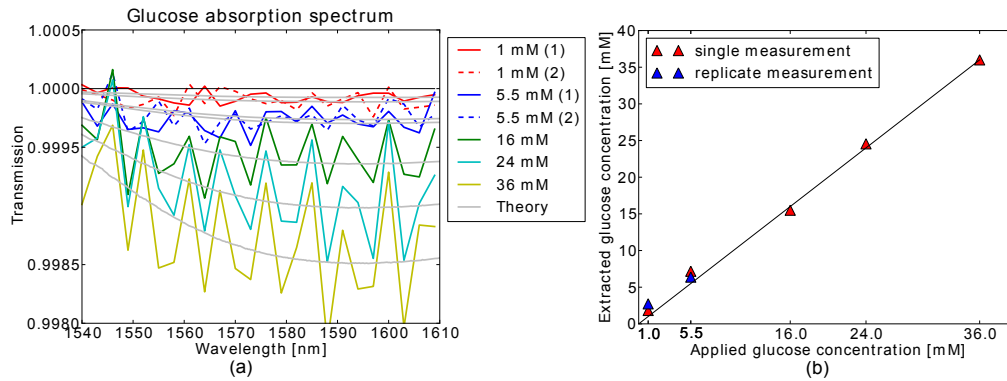 Glucose absorption spectrum
1.0005
1.0000
0.9995
0.9990
0.9985
0.9980
Transmission
1540 1550 1560 1570 1580 1590 1600 1610
Wavelength [nm]
(a)
1 mM (1)
1 mM (2)
5.5 mM (1)
5.5 mM (2)
16 mM
24 mM
36 mM
Theory
40
35
30
25
20
15
10
5
0
Extracted glucose concentration [mM]
single measurement
replicate measurement
1.0 5.5 16.0 24.0 36.0
Applied glucose concentration [mM]
(b)